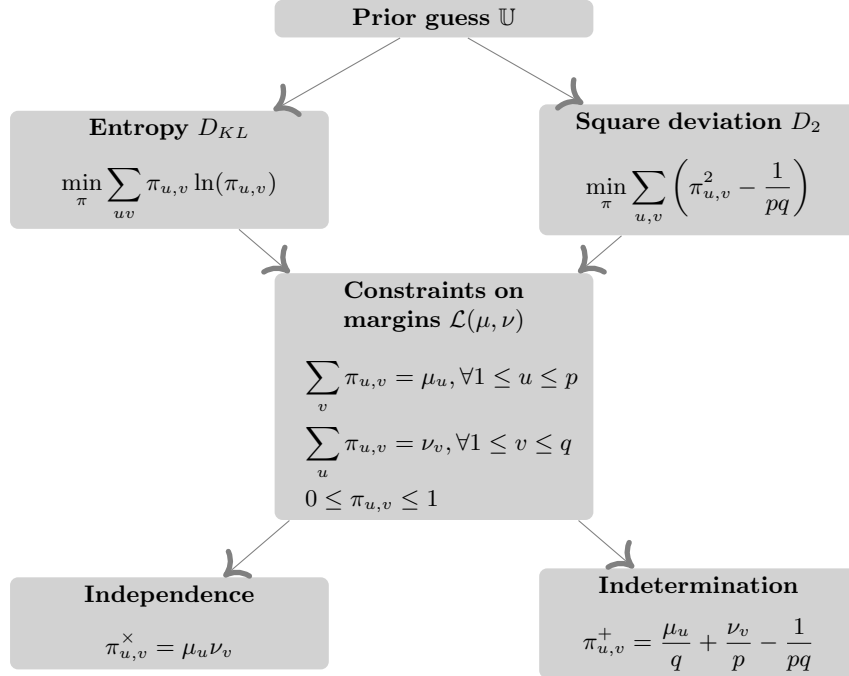 Prior guess 𝕌
Entropy $D_{KL}$
$\min_{\pi} \sum_{uv} \pi_{u,v} \ln(\pi_{u,v})$
Square deviation $D_2$
$\min_{\pi} \sum_{u,v} \left( \pi_{u,v}^2 - \frac{1}{pq} \right)$
Constraints on
margins $\mathcal{L}(\mu, \nu)$
$\sum_{v} \pi_{u,v} = \mu_u, \forall 1 \leq u \leq p$
$\sum_{u} \pi_{u,v} = \nu_v, \forall 1 \leq v \leq q$
$0 \leq \pi_{u,v} \leq 1$
Independence
$\pi_{u,v}^{\times} = \mu_u \nu_v$
Indetermination
$\pi_{u,v}^{+} = \frac{\mu_u}{q} + \frac{\nu_v}{p} - \frac{1}{pq}$